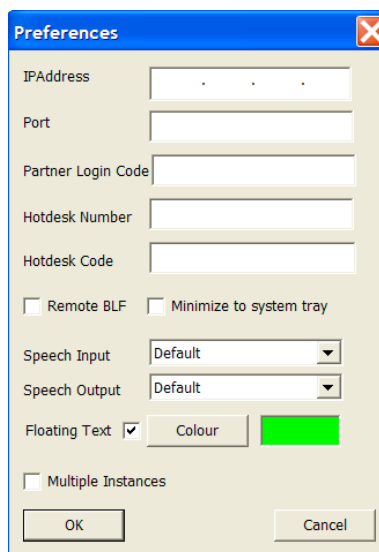 Preferences
IPAddress . . .
Port
Partner Login Code
Hotdesk Number
Hotdesk Code
Remote BLF Minimize to system tray
Speech Input Default
Speech Output Default
Floating Text Colour
Multiple Instances
OK Cancel